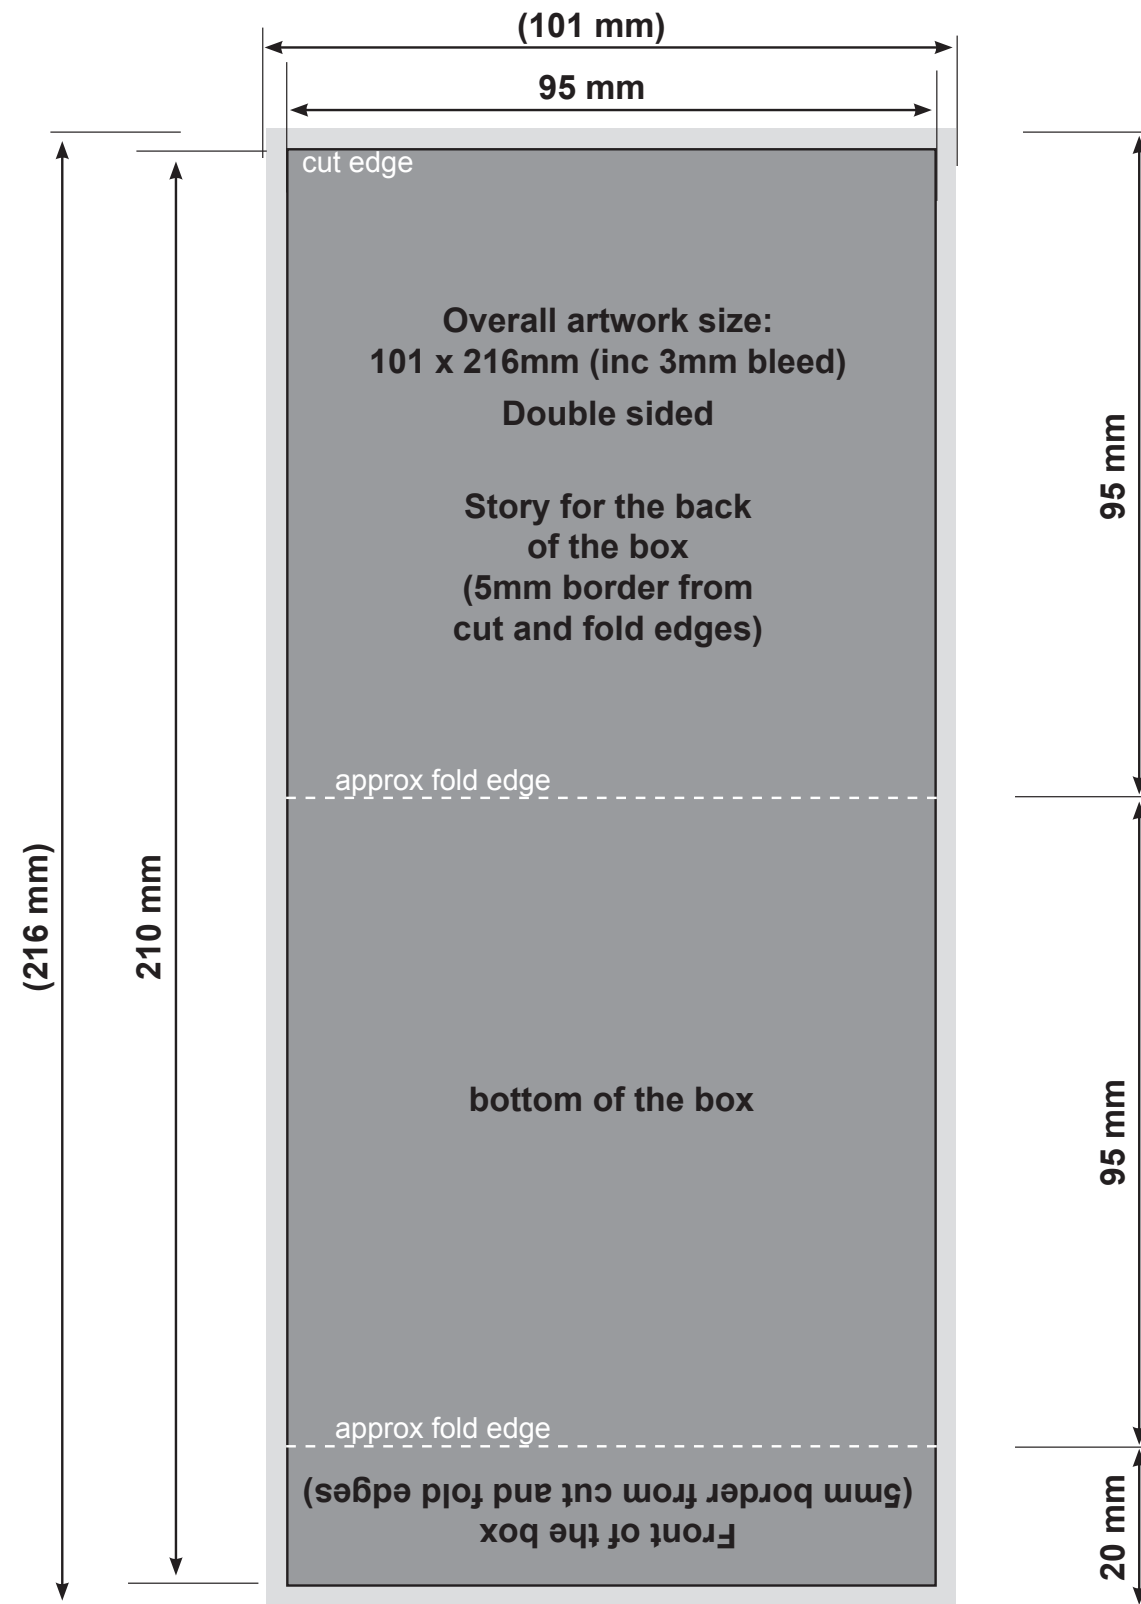 (101 mm)
95 mm
cut edge
Overall artwork size:
101 x 216mm (inc 3mm bleed)
Double sided
Story for the back
of the box
(5mm border from
cut and fold edges)
95 mm
approx fold edge
(216 mm)
210 mm
bottom of the box
95 mm
approx fold edge
Front of the box
(5mm border from cut and fold edges)
20 mm